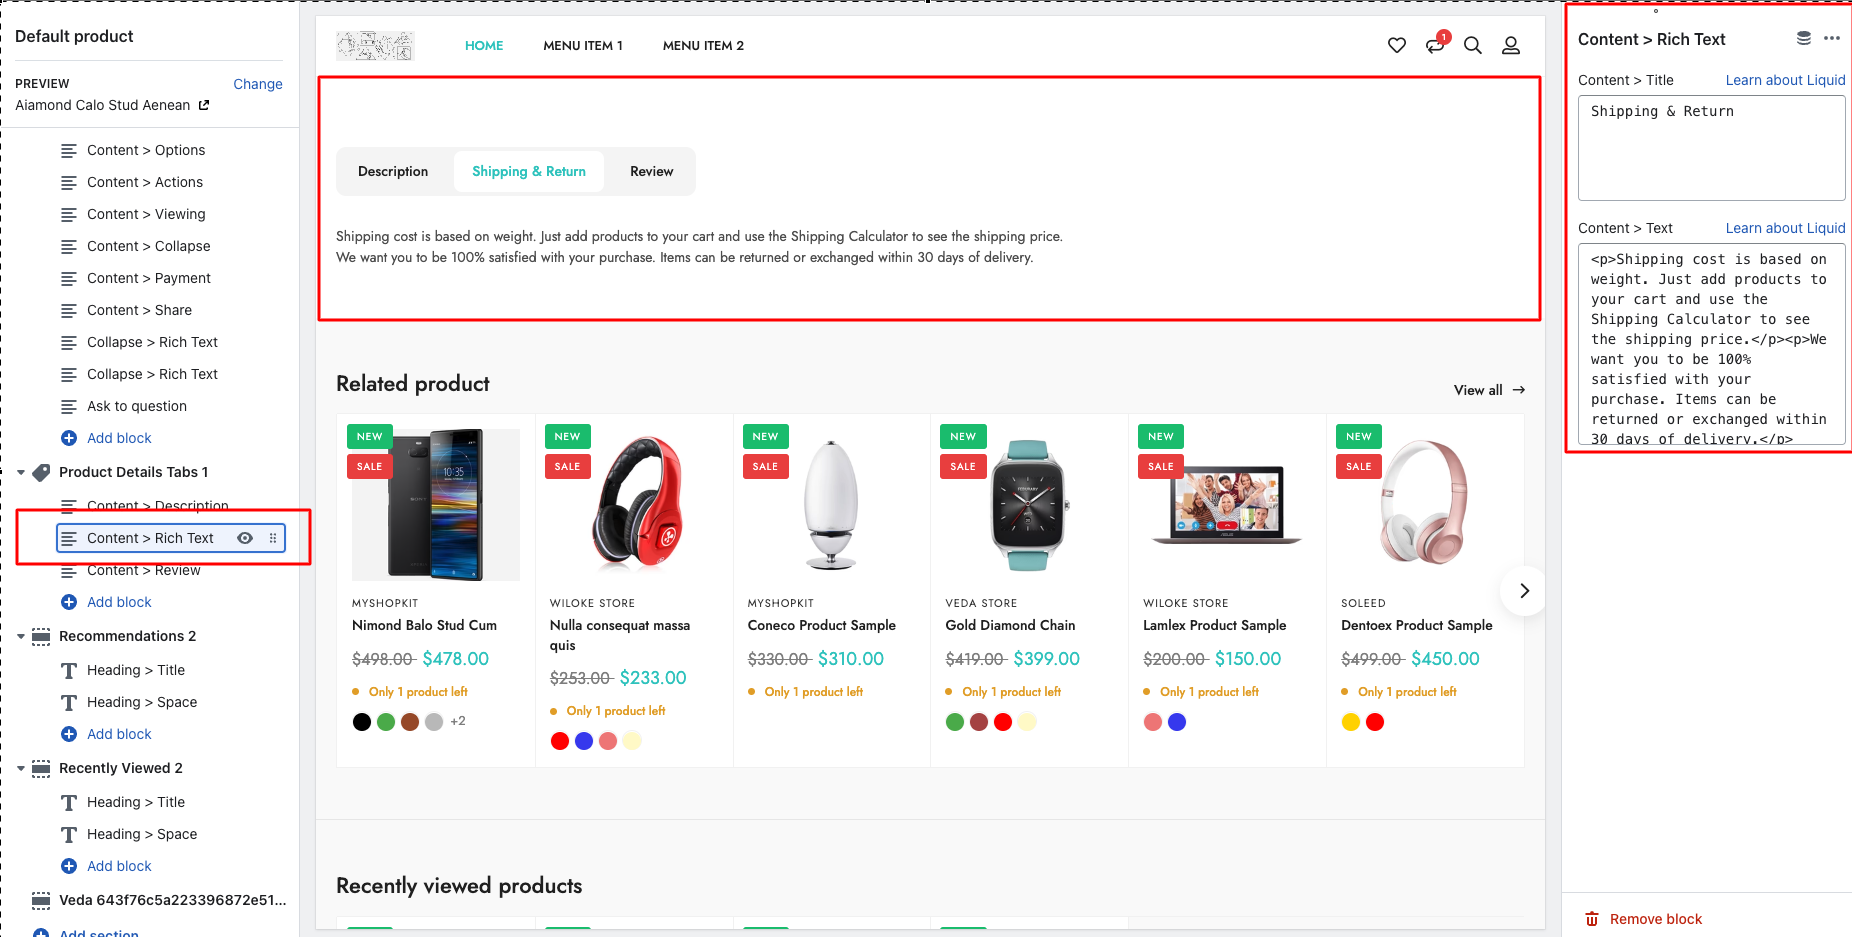 Default product
PREVIEW
Change
Aiamond Calo Stud Aenean
Content > Options
Content > Actions
Content > Viewing
Content > Collapse
Content > Payment
Content > Share
Collapse > Rich Text
Collapse > Rich Text
Ask to question
Add block
Product Details Tabs 1
Content > Description
Content > Rich Text
Content > Review
Add block
Recommendations 2
Heading > Title
Heading > Space
Add block
Recently Viewed 2
Heading > Title
Heading > Space
Add block
Veda 643f76c5a223396872e51...
Add section
HOME
MENU ITEM 1
MENU ITEM 2
1
Description
Shipping & Return
Review
Shipping cost is based on weight. Just add products to your cart and use the Shipping Calculator to see the shipping price.
We want you to be 100% satisfied with your purchase. Items can be returned or exchanged within 30 days of delivery.
Related product
View all
NEW
SALE
10:35
SONY
MYSHOPKIT
Nimond Balo Stud Cum
$498.00 $478.00
Only 1 product left
+2
NEW
SALE
WILOKE STORE
Nulla consequat massa
quis
$253.00 $233.00
Only 1 product left
NEW
SALE
MYSHOPKIT
Coneco Product Sample
$330.00 $310.00
Only 1 product left
NEW
SALE
VEDA STORE
Gold Diamond Chain
$419.00 $399.00
Only 1 product left
NEW
SALE
ASUS
WILOKE STORE
Lamlex Product Sample
$200.00 $150.00
Only 1 product left
NEW
SALE
SOLEED
Dentoex Product Sample
$499.00 $450.00
Only 1 product left
Recently viewed products
Content > Rich Text
Content > Title
Learn about Liquid
Shipping & Return
Content > Text
Learn about Liquid
<p>Shipping cost is based on
weight. Just add products to
your cart and use the
Shipping Calculator to see
the shipping price.</p><p>We
want you to be 100%
satisfied with your
purchase. Items can be
returned or exchanged within
30 days of delivery.</p>
Remove block